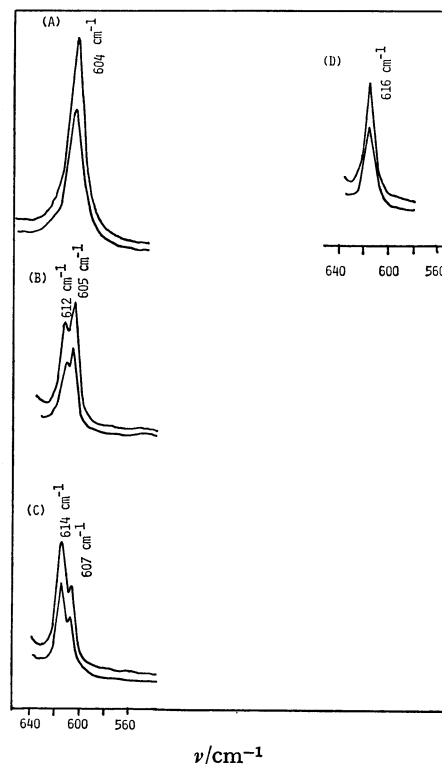 (A)
604 cm-1
(D)
616 cm-1
640 600 560
(B)
612 cm-1
605 cm-1
(C)
614 cm-1
607 cm-1
640 600 560
ν/cm−1